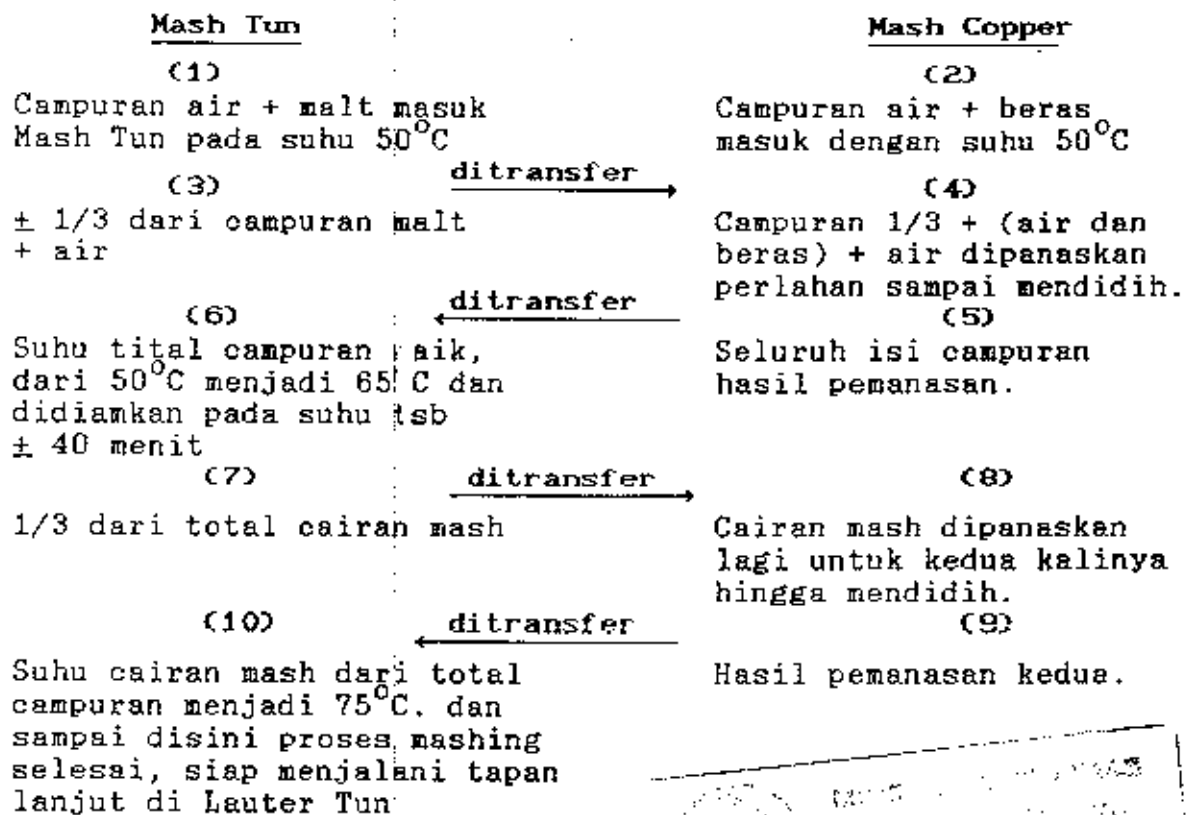 Mash Tun
Mash Copper
(1)
(2)
Campuran air + malt masuk
Mash Tun pada suhu 50°C
Campuran air + beras
masuk dengan suhu 50°C
ditransfer
(3)
(4)
± 1/3 dari campuran malt
+ air
Campuran 1/3 + (air dan
beras) + air dipanaskan
perlahan sampai mendidih.
ditransfer
(6)
(5)
Suhu tital campuran aik,
dari 50°C menjadi 65 C dan
didiamkan pada suhu tsb
± 40 menit
Seluruh isi campuran
hasil pemanasan.
(7)
ditransfer
(8)
1/3 dari total cairan mash
Cairan mash dipanaskan
lagi untuk kedua kalinya
hingga mendidih.
(10)
ditransfer
(9)
Suhu cairan mash dari total
campuran menjadi 75°C. dan
sampai disini proses mashing
selesai, siap menjalani tapan
lanjut di Lauter Tun
Hasil pemanasan kedua.